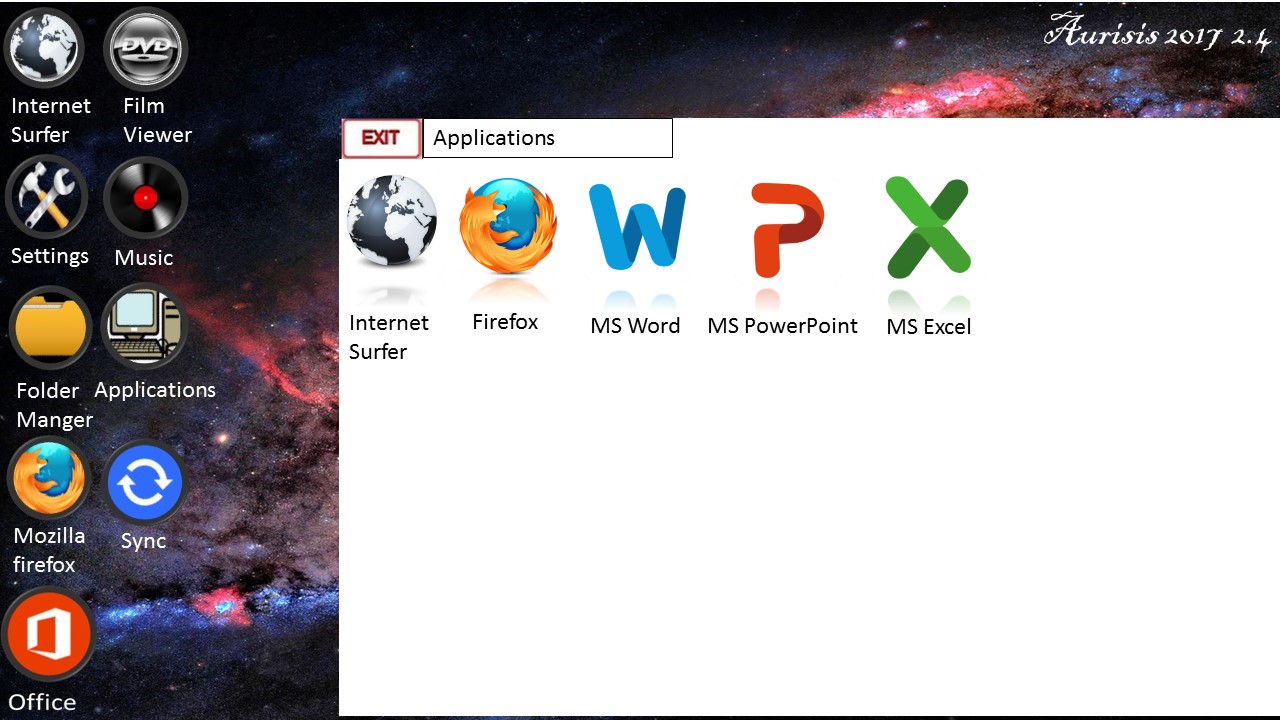 Aurisis 2017 2.4
DVD
Internet
Surfer
Film
Viewer
Settings
Music
Folder
Manger
Applications
Mozilla
firefox
Sync
Office
EXIT
Applications
Internet
Surfer
Firefox
MS Word
MS PowerPoint
MS Excel